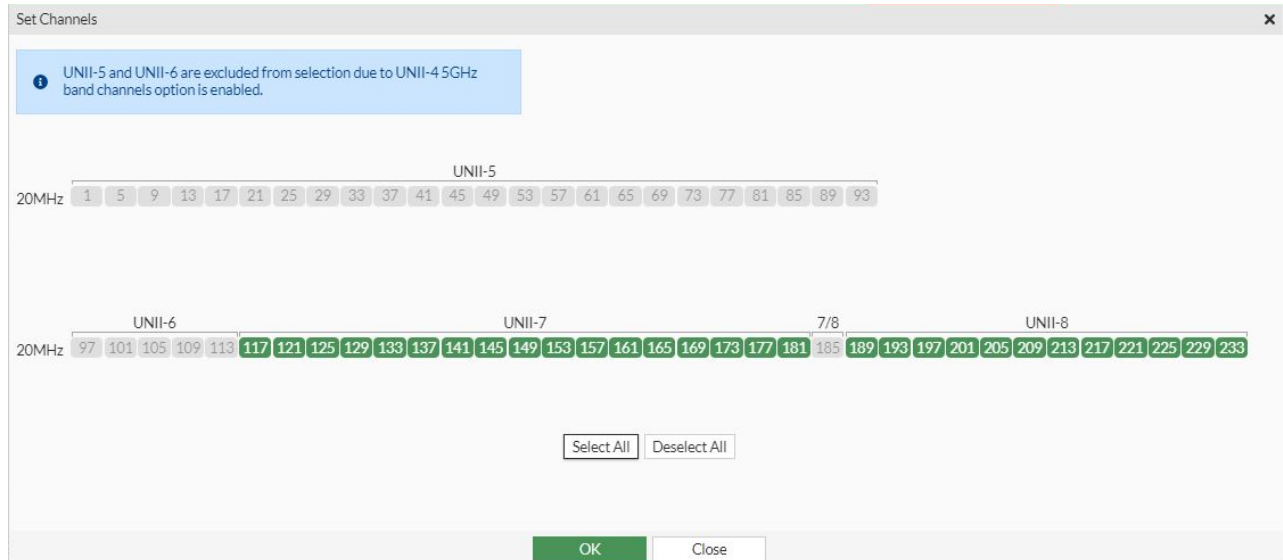 Set Channels
UNII-5 and UNII-6 are excluded from selection due to UNII-4 5GHz
band channels option is enabled.
UNII-5
20MHz 1 5 9 13 17 21 25 29 33 37 41 45 49 53 57 61 65 69 73 77 81 85 89 93
UNII-6 UNII-7 7/8 UNII-8
20MHz 97 101 105 109 113 117 121 125 129 133 137 141 145 149 153 157 161 165 169 173 177 181 185 189 193 197 201 205 209 213 217 221 225 229 233
Select All Deselect All
OK Close